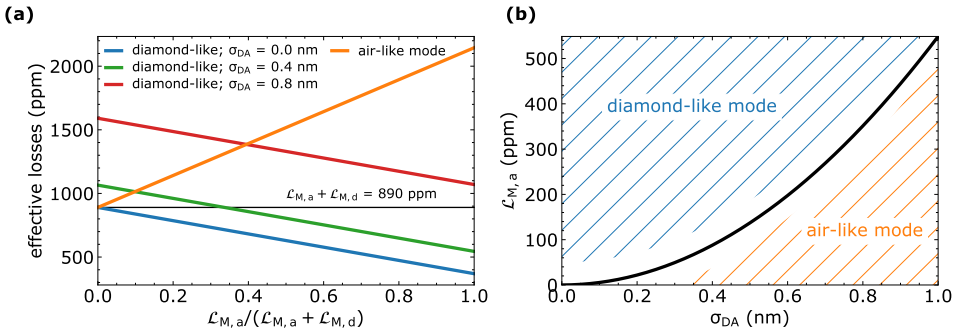 (a)
diamond-like; σDA = 0.0 nm
diamond-like; σDA = 0.4 nm
diamond-like; σDA = 0.8 nm
air-like mode
effective losses (ppm)
2000
1500
1000
500
ℒM, a + ℒM, d = 890 ppm
0.0 0.2 0.4 0.6 0.8 1.0
ℒM, a/(ℒM, a + ℒM, d)
(b)
ℒM, a (ppm)
500
400
300
200
100
0
diamond-like mode
air-like mode
0.0 0.2 0.4 0.6 0.8 1.0
σDA (nm)